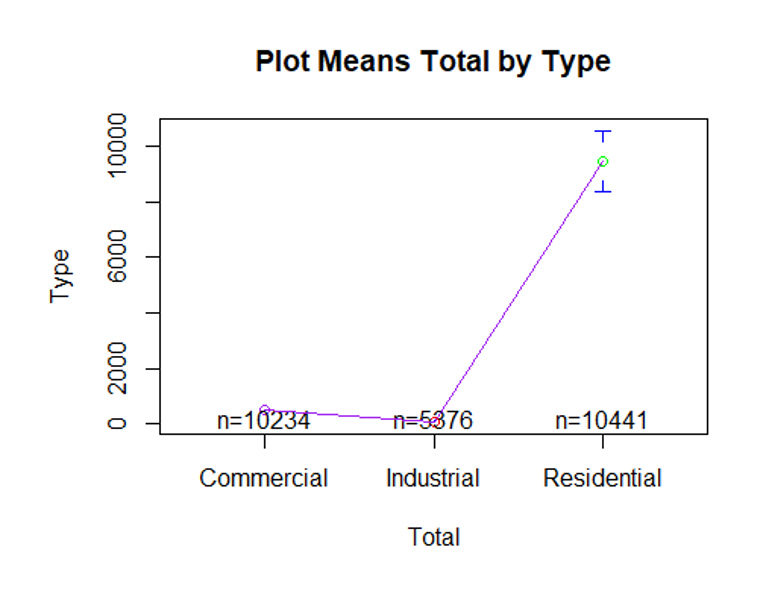 Plot Means Total by Type
Type
10000
6000
2000
0
n=10234 n=5376 n=10441
Commercial Industrial Residential
Total